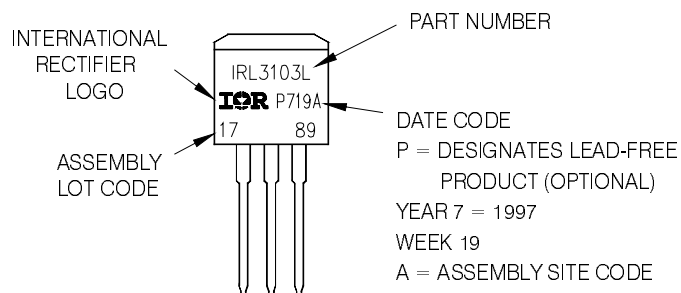 INTERNATIONAL
RECTIFIER
LOGO
ASSEMBLY
LOT CODE
IRL3103L
IOR P719A
17 89
PART NUMBER
DATE CODE
P = DESIGNATES LEAD-FREE
PRODUCT (OPTIONAL)
YEAR 7 = 1997
WEEK 19
A = ASSEMBLY SITE CODE